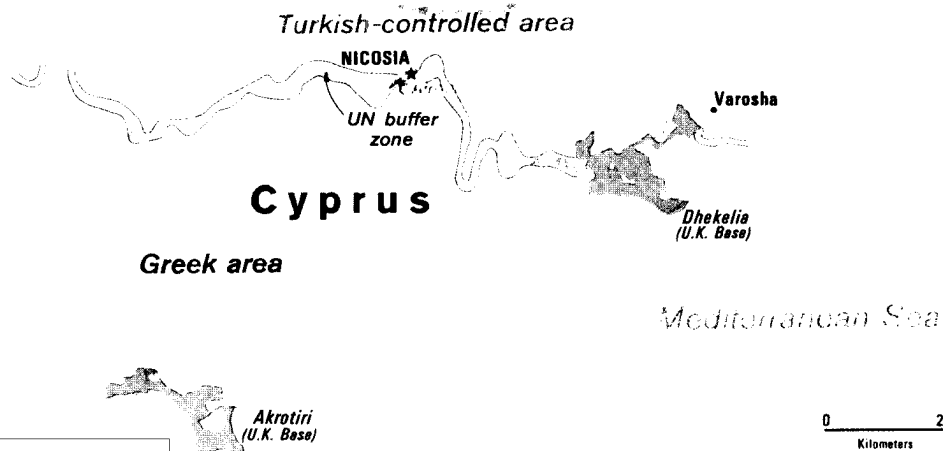 Turkish-controlled area
NICOSIA
Varosha
UN buffer
zone
Cyprus
Dhekelia
(U.K. Base)
Greek area
Mediterranean Sea
Akrotiri
(U.K. Base)
0 2
Kilometers